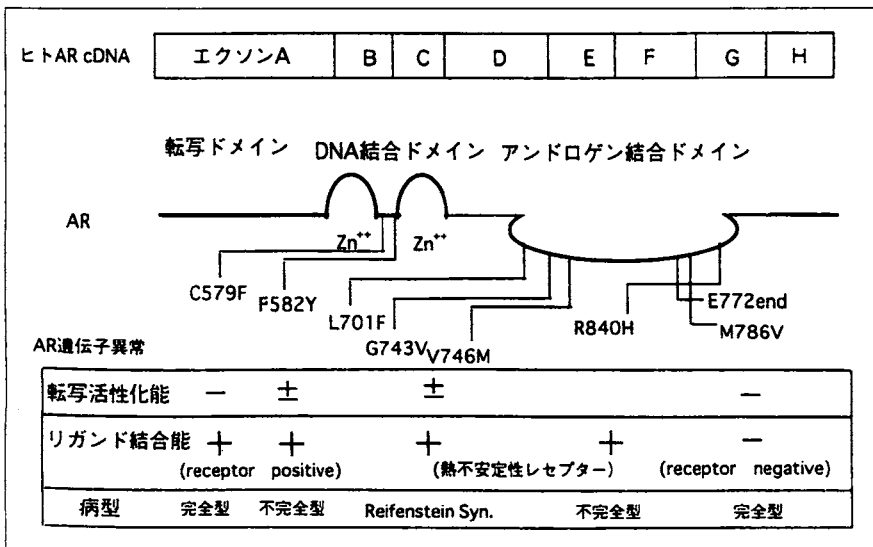 ヒトAR cDNA エクソンA B C D E F G H
転写ドメイン DNA結合ドメイン アンドロゲン結合ドメイン
AR
Zn++ Zn++
C579F
F582Y
L701F
G743V
V746M
R840H
E772end
M786V
AR遺伝子異常
転写活性化能 − ± ± −
リガンド結合能 + + + + −
(receptor positive) (熱不安定性レセプター) (receptor negative)
病型 完全型 不完全型 Reifenstein Syn. 不完全型 完全型